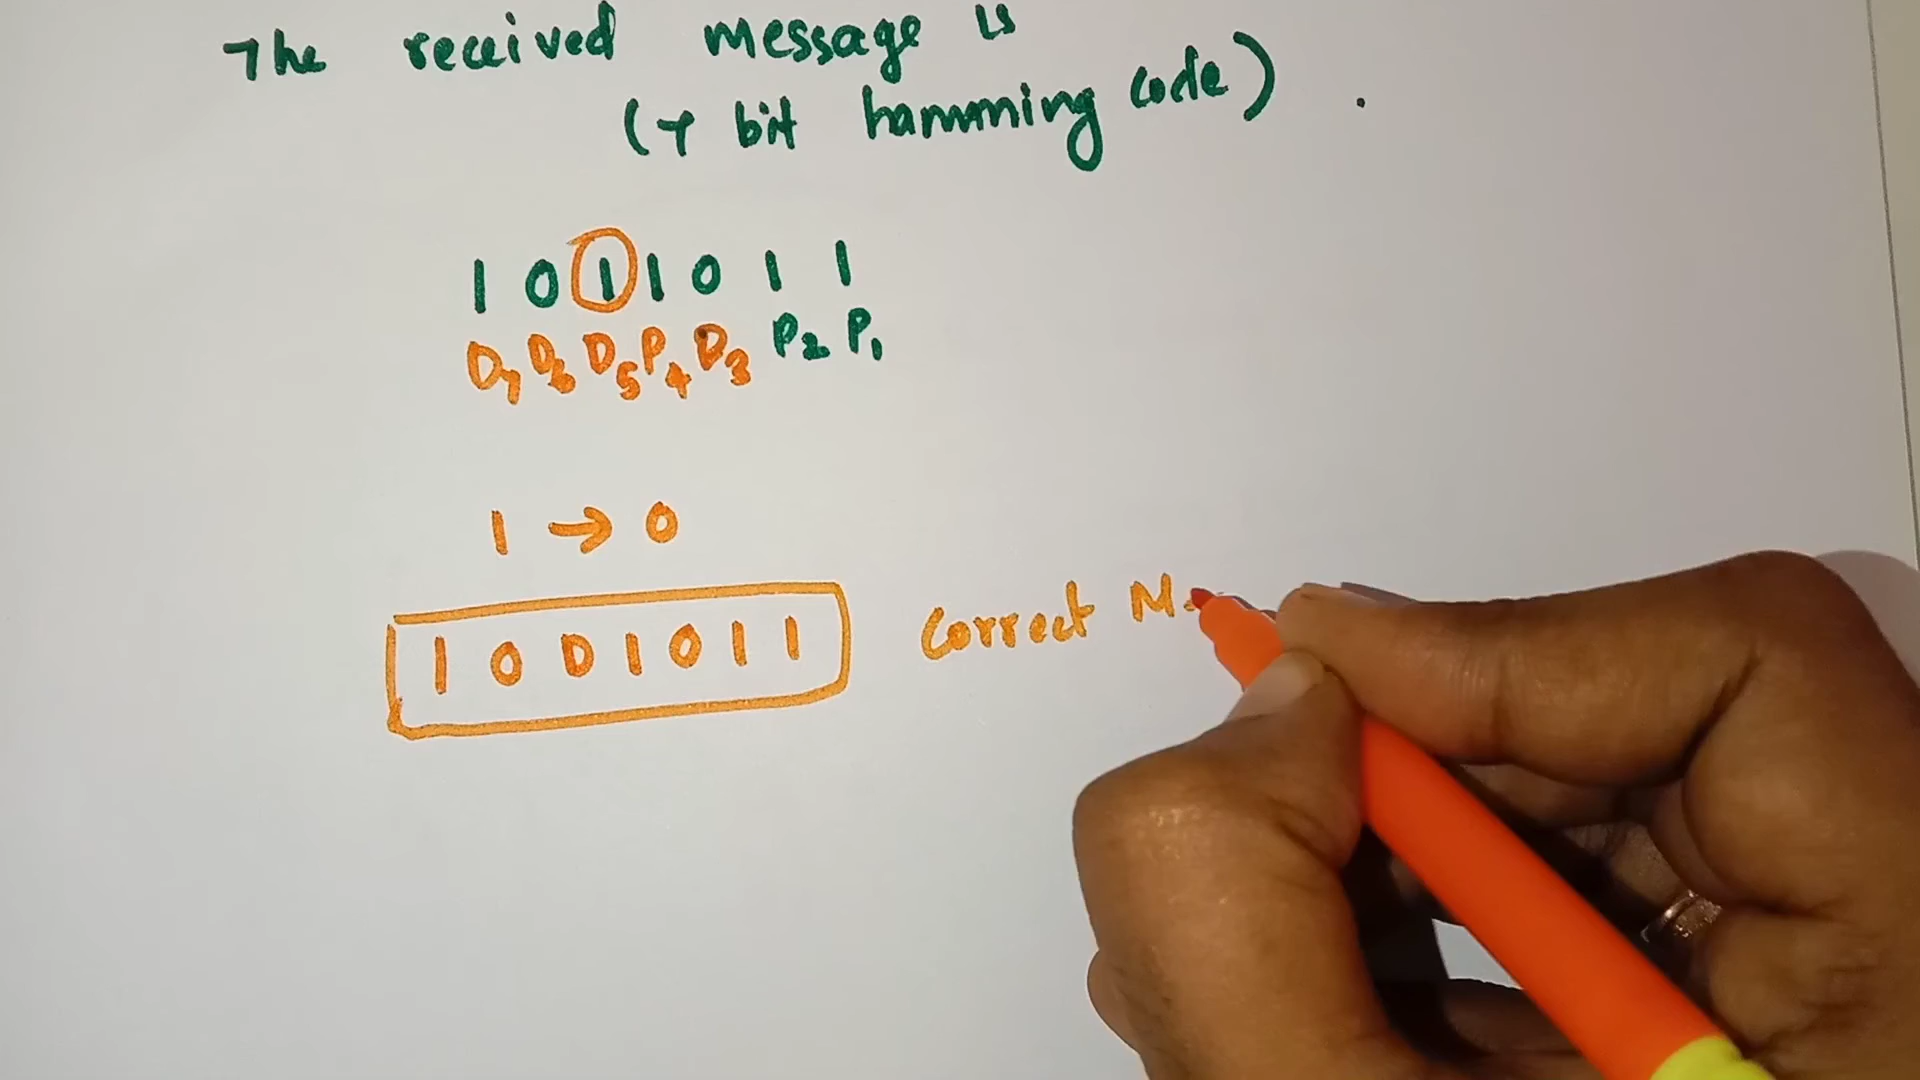 The received message is
(7 bit hamming code) .
1 0 1 1 0 1 1
D7 D6 D5 P4 D3 P2 P1
1 → 0
1 0 0 1 0 1 1 Correct